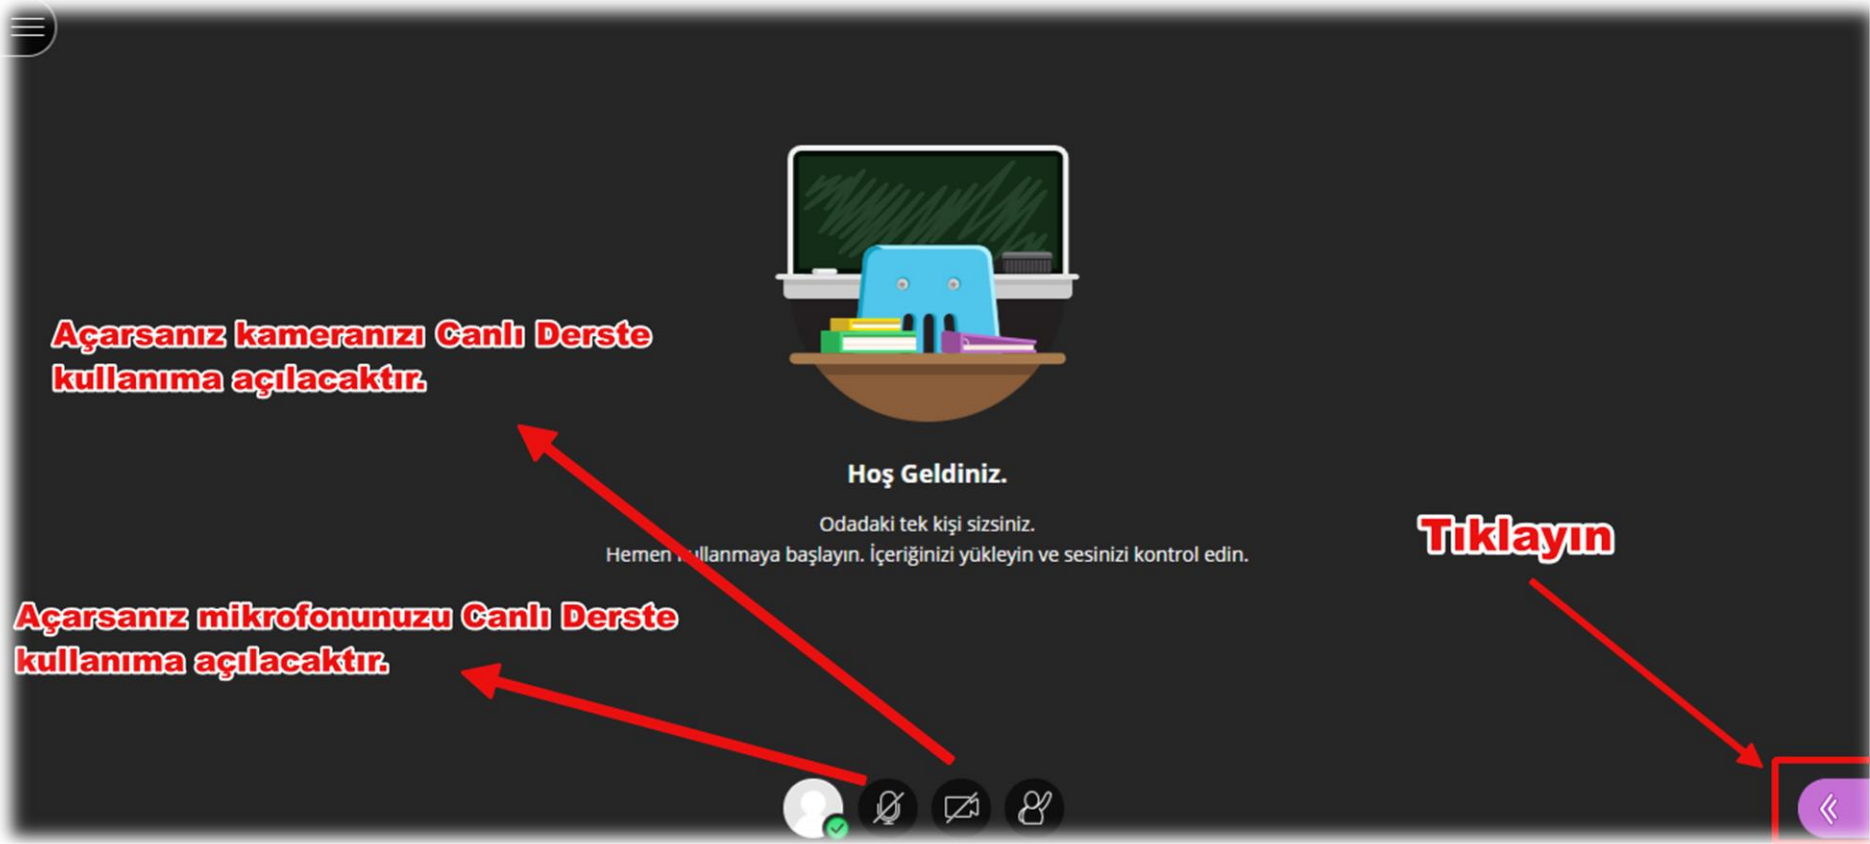 Açarsanız kameranızı Canlı Derste
kullanıma açılacaktır.
Hoş Geldiniz.
Odadaki tek kişi sizsiniz.
Hemen kullanmaya başlayın. İçeriğinizi yükleyin ve sesinizi kontrol edin.
Tıklayın
Açarsanız mikrofonunuzu Canlı Derste
kullanıma açılacaktır.